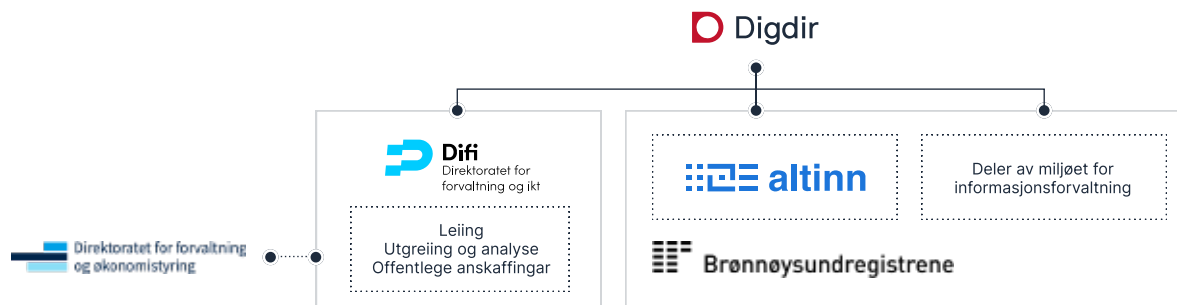 Digdir
Difi
Direktoratet for
forvaltning og ikt
Leiing
Utgreiing og analyse
Offentlege anskaffingar
Direktoratet for forvaltning
og økonomistyring
altinn
Deler av miljøet for
informasjonsforvaltning
Brønnøysundregistrene